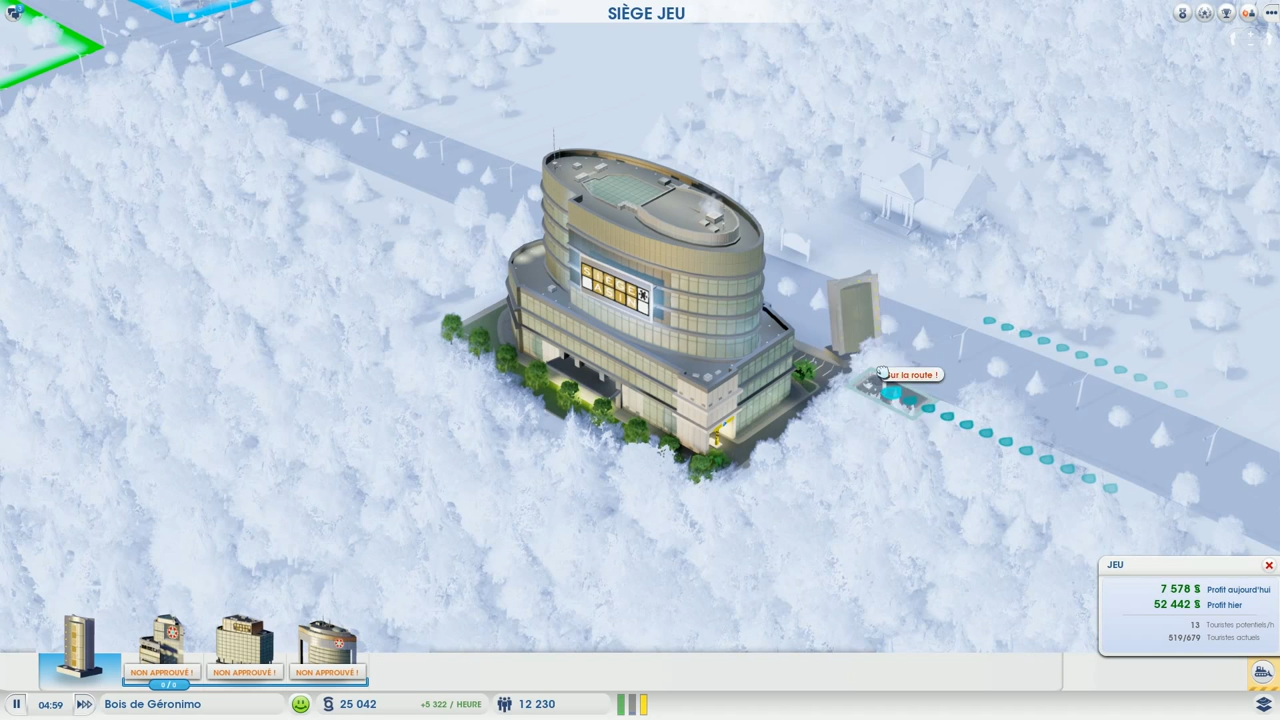 SIÈGE JEU
SIEGE
ur la route !
JEU
7 578 § Profit aujourd'hui
52 442 § Profit hier
13 Touristes potentiels/h
519/679 Touristes actuels
NON APPROUVÉ !
NON APPROUVÉ !
NON APPROUVÉ !
0 / 0
04:59
Bois de Géronimo
25 042
+5 322 / HEURE
12 230